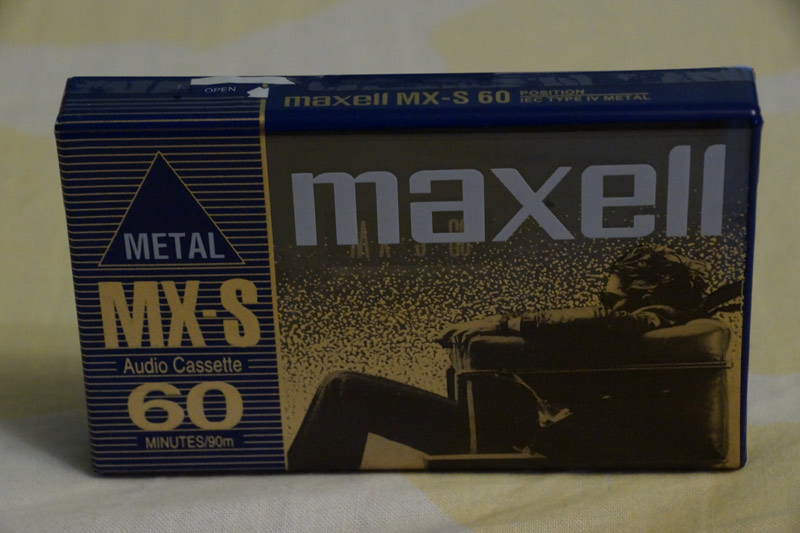 OPEN
maxell MX-S 60 POSITION
IEC TYPE IV METAL
maxell
METAL
MX-S
Audio Cassette
60
MINUTES/90m